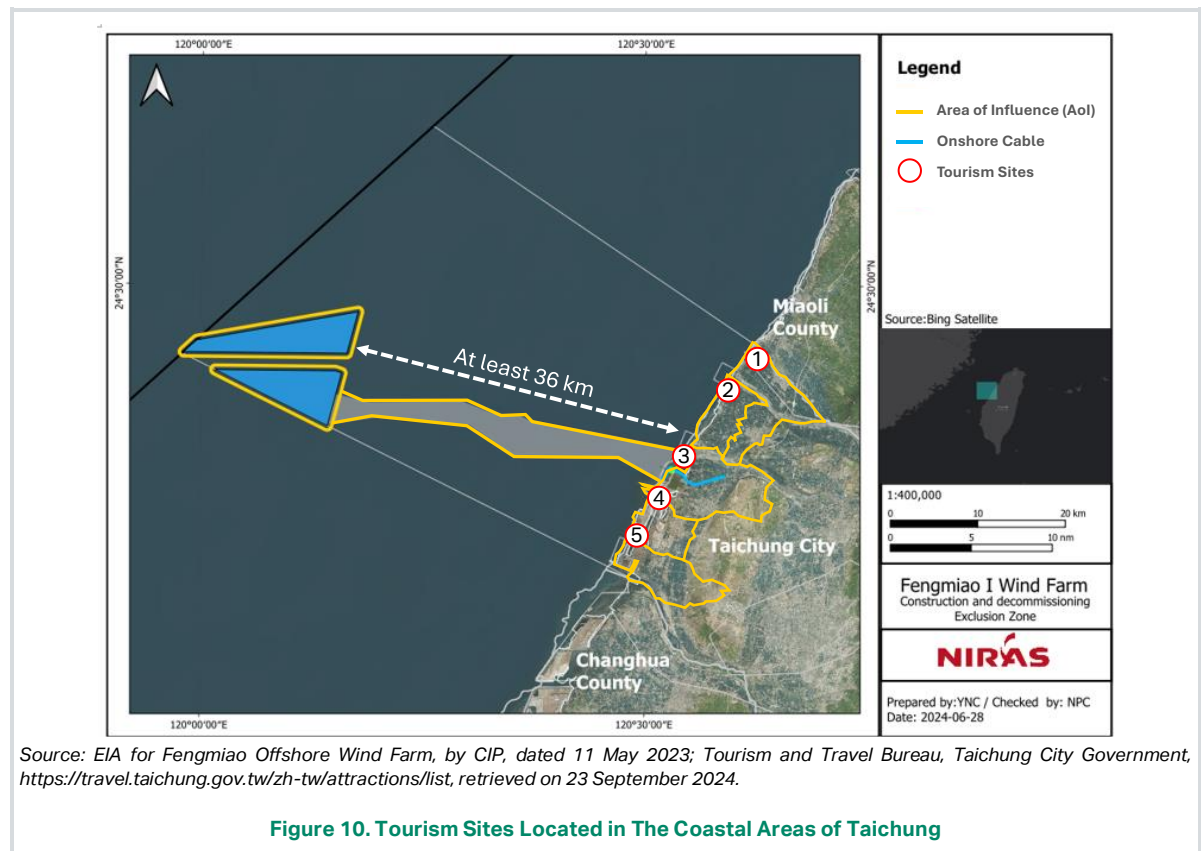 120°00'00"E
120°30'00"E
24°30'00"N
24°30'00"N
Miaoli
County
At least 36 km
1
2
3
4
5
Taichung City
Changhua
County
120°00'00"E
120°30'00"E
Legend
Area of Influence (AoI)
Onshore Cable
Tourism Sites
Source:Bing Satellite
1:400,000
0 10 20 km
0 5 10 nm
Fengmiao I Wind Farm
Construction and decommissioning
Exclusion Zone
NIRAS
Prepared by:YNC / Checked by: NPC
Date: 2024-06-28
Source: EIA for Fengmiao Offshore Wind Farm, by CIP, dated 11 May 2023; Tourism and Travel Bureau, Taichung City Government,
https://travel.taichung.gov.tw/zh-tw/attractions/list, retrieved on 23 September 2024.
Figure 10. Tourism Sites Located in The Coastal Areas of Taichung